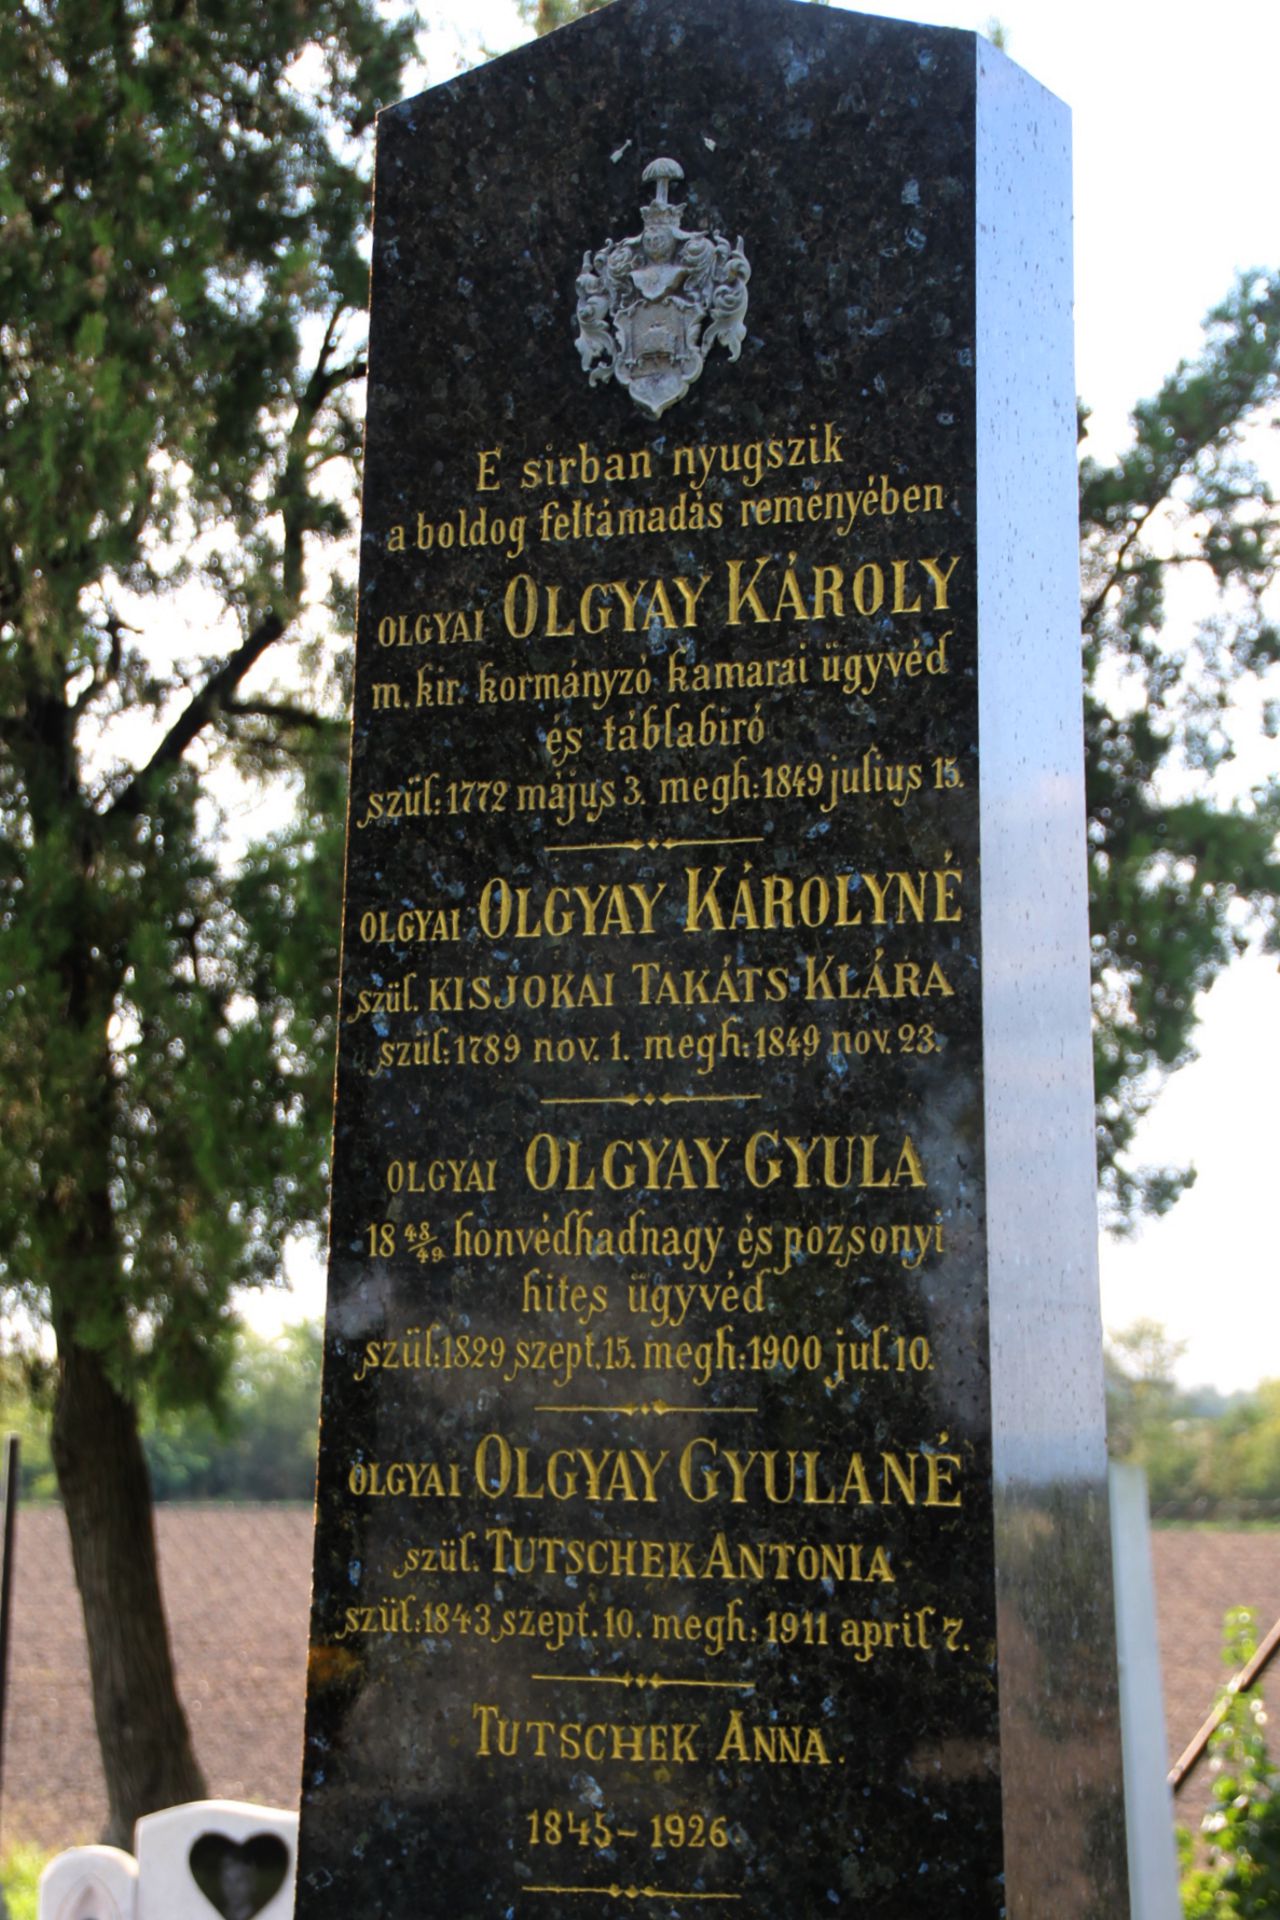 E sirban nyugszik
a boldog feltámadás reményében
OLGYAI OLGYAY KÁROLY
m. kir. kormányzó kamarai ügyvéd
és táblabiró
szül: 1772 május 3. megh: 1849 julius 15.
OLGYAI OLGYAY KÁROLYNÉ
szül. KISJOKAI TAKÁTS KLÁRA
szül: 1789 nov. 1. megh: 1849 nov. 23.
OLGYÁI OLGYAY GYULA
18 48/49 honvédhadnagy és pozsonyi
hites ügyvéd
szül: 1829 szept. 15. megh: 1900 jul. 10.
OLGYAI OLGYAY GYULANÉ
szül. TUTSCHEK ANTONIA
szül: 1843 szept. 10. megh: 1911 april 7.
TUTSCHEK ANNA.
1845-1926.